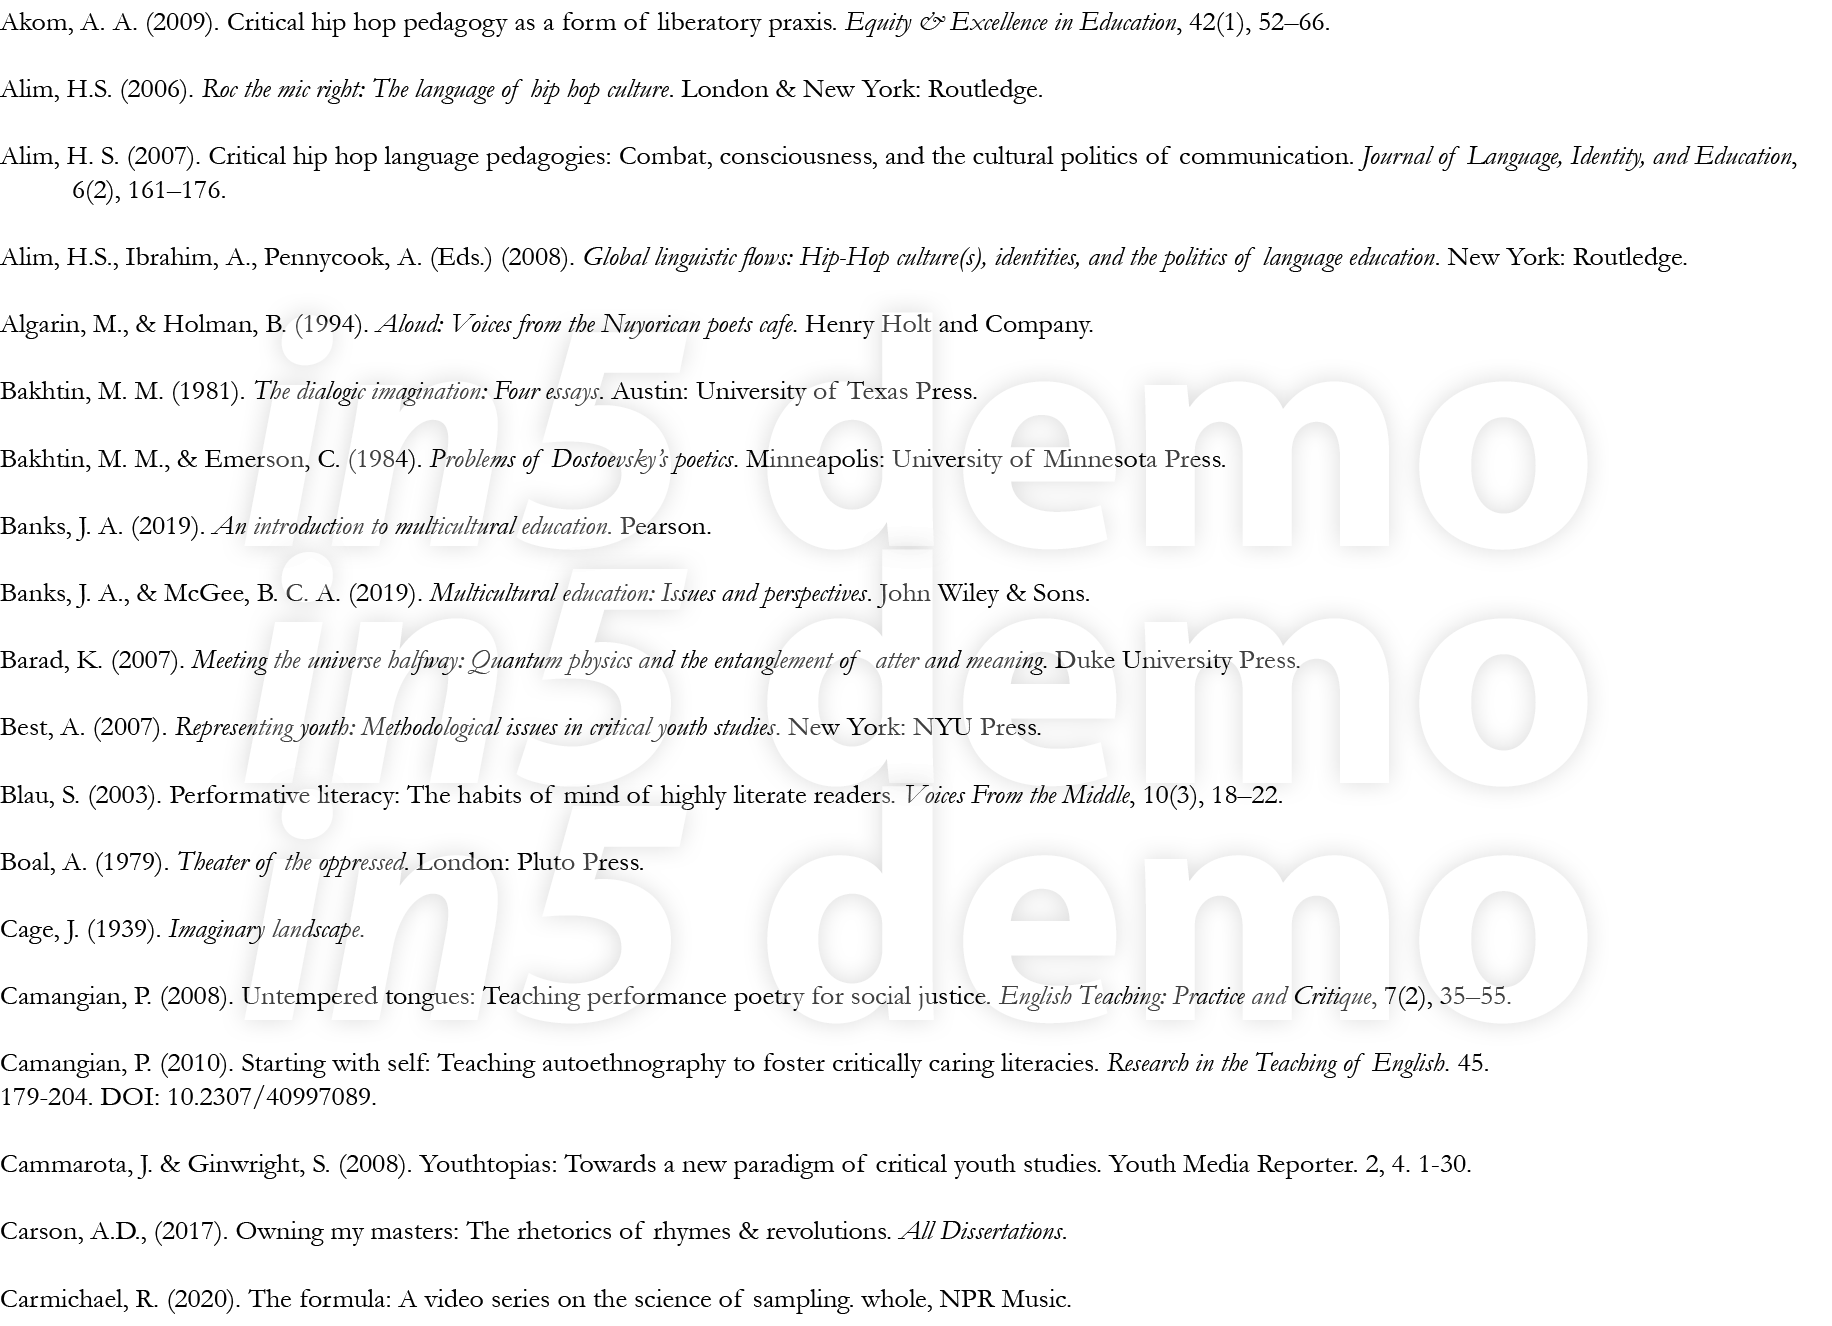 Akom, A. A. (2009). Critical hip hop pedagogy as a form of liberatory praxis. Equity & Excellence in Education, 42(1), 52–66.
Alim, H.S. (2006). Roc the mic right: The language of hip hop culture. London & New York: Routledge.
Alim, H. S. (2007). Critical hip hop language pedagogies: Combat, consciousness, and the cultural politics of communication. Journal of Language, Identity, and Education,
6(2), 161–176.
Alim, H.S., Ibrahim, A., Pennycook, A. (Eds.) (2008). Global linguistic flows: Hip-Hop culture(s), identities, and the politics of language education. New York: Routledge.
Algarin, M., & Holman, B. (1994). Aloud: Voices from the Nuyorican poets cafe. Henry Holt and Company.
Bakhtin, M. M. (1981). The dialogic imagination: Four essays. Austin: University of Texas Press.
Bakhtin, M. M., & Emerson, C. (1984). Problems of Dostoevsky's poetics. Minneapolis: University of Minnesota Press.
Banks, J. A. (2019). An introduction to multicultural education. Pearson.
Banks, J. A., & McGee, B. C. A. (2019). Multicultural education: Issues and perspectives. John Wiley & Sons.
Barad, K. (2007). Meeting the universe halfway: Quantum physics and the entanglement of atter and meaning. Duke University Press.
Best, A. (2007). Representing youth: Methodological issues in critical youth studies. New York: NYU Press.
Blau, S. (2003). Performative literacy: The habits of mind of highly literate readers. Voices From the Middle, 10(3), 18–22.
Boal, A. (1979). Theater of the oppressed. London: Pluto Press.
Cage, J. (1939). Imaginary landscape.
Camangian, P. (2008). Untempered tongues: Teaching performance poetry for social justice. English Teaching: Practice and Critique, 7(2), 35–55.
Camangian, P. (2010). Starting with self: Teaching autoethnography to foster critically caring literacies. Research in the Teaching of English. 45.
179-204. DOI: 10.2307/40997089.
Cammarota, J. & Ginwright, S. (2008). Youthtopias: Towards a new paradigm of critical youth studies. Youth Media Reporter. 2, 4. 1-30.
Carson, A.D., (2017). Owning my masters: The rhetorics of rhymes & revolutions. All Dissertations.
Carmichael, R. (2020). The formula: A video series on the science of sampling. whole, NPR Music.
in5 demo
in5 demo
in5 demo